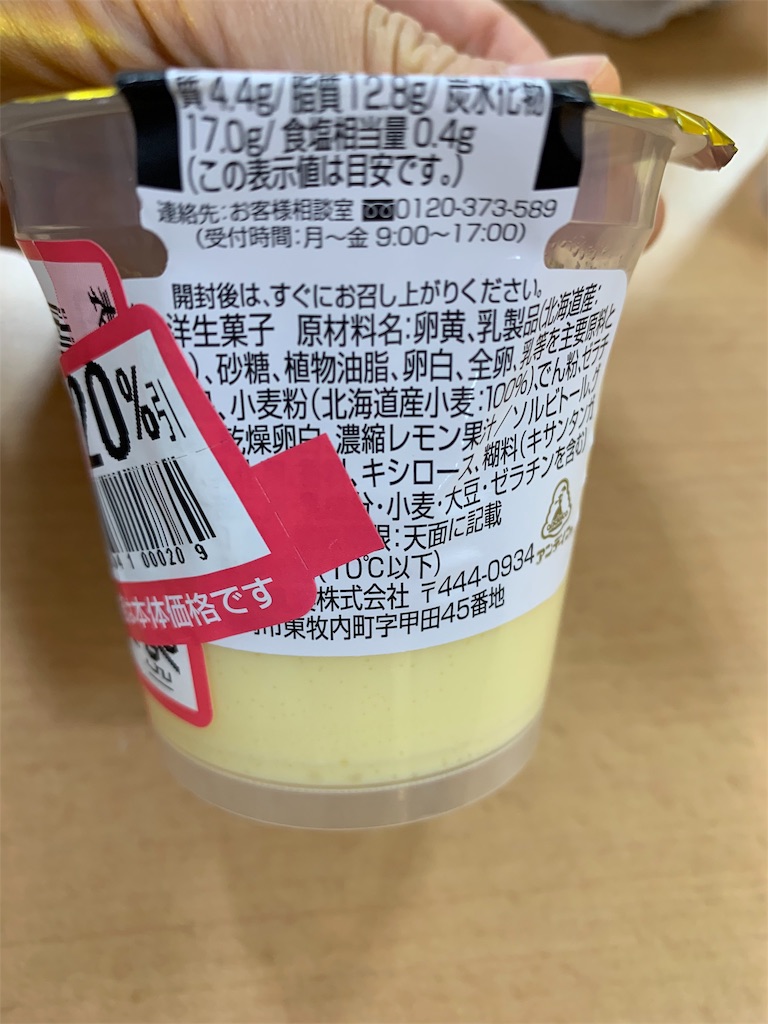 質4.4g/脂質12.8g/炭水化物
17.0g/食塩相当量0.4g
(この表示値は目安です。)
連絡先:お客様相談室 0120-373-589
(受付時間:月～金 9:00～17:00)
開封後は、すぐにお召し上がりください。
洋生菓子 原材料名:卵黄、乳製品(北海道産:
)、砂糖、植物油脂、卵白、全卵、乳等を主要原料と
、小麦粉(北海道産小麦:100%)、でん粉、ゼラチ
乾燥卵白、濃縮レモン果汁/ソルビトール、
、キシロース、糊料(キサンタンガ
・小麦・大豆・ゼラチンを含む)
限:天面に記載
(10℃以下)
株式会社 〒444-0934
市東牧内町字甲田45番地
アンデイコ
20%引
41 00020 9
本体価格です